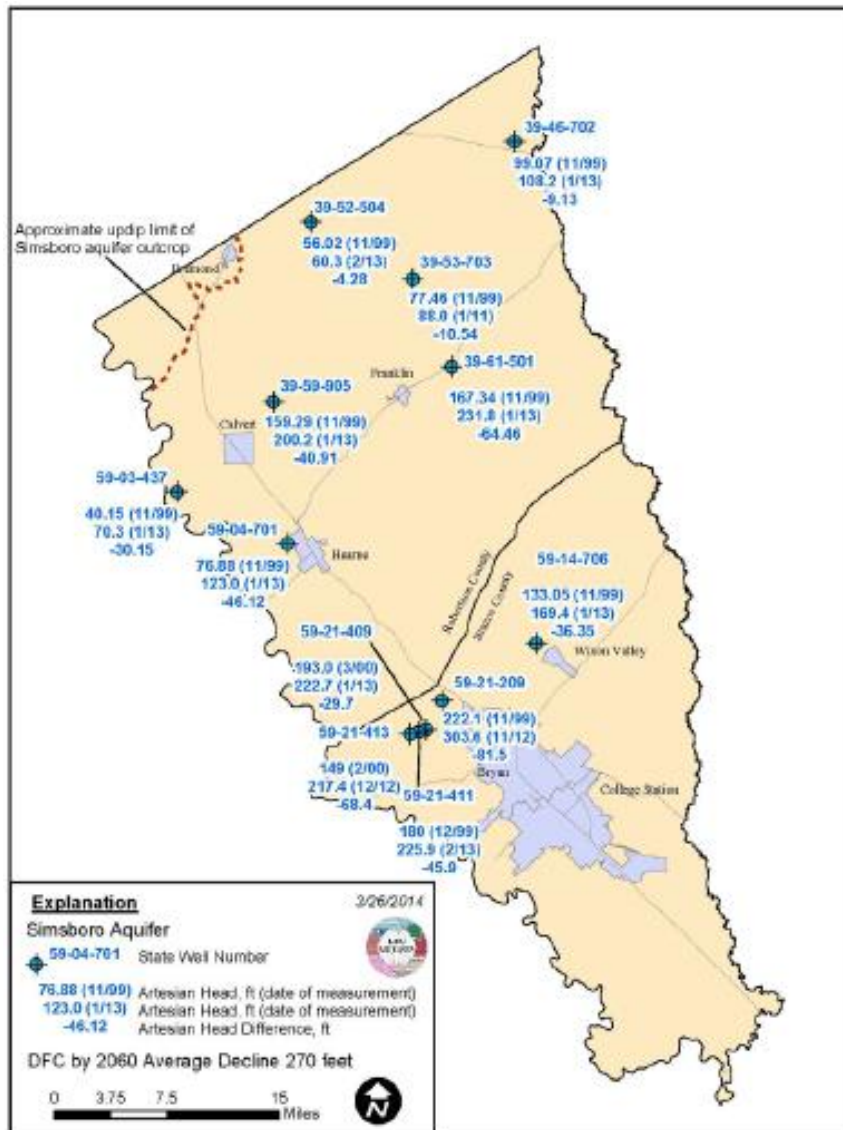 39-46-702
99.07 (11/99)
108.2 (1/13)
-9.13
39-52-504
56.02 (11/99)
60.3 (2/13)
-4.28
Approximate updip limit of
Simsboro aquifer outcrop
39-53-703
77.46 (11/99)
88.0 (1/11)
-10.54
39-61-501
167.34 (11/99)
231.8 (1/13)
-64.46
Franklin
39-59-905
159.29 (11/99)
200.2 (1/13)
-40.91
Calvert
59-03-437
40.15 (11/99)
70.3 (1/13)
-30.15
59-04-701
76.88 (11/99)
123.0 (1/13)
-46.12
Hearne
Robertson County
Brazos County
59-14-706
133.05 (11/99)
169.4 (1/13)
-36.35
Wixon Valley
59-21-409
193.0 (3/00)
222.7 (1/13)
-29.7
59-21-209
222.1 (11/99)
303.6 (11/12)
-81.5
59-21-413
149 (2/00)
217.4 (12/12)
-68.4
Bryan
59-21-411
180 (12/99)
225.9 (2/13)
-45.9
College Station
Explanation
3/26/2014
Simsboro Aquifer
59-04-701 State Well Number
76.88 (11/99) Artesian Head, ft (date of measurement)
123.0 (1/13) Artesian Head, ft (date of measurement)
-46.12 Artesian Head Difference, ft
DFC by 2060 Average Decline 270 feet
0 3.75 7.5 15
Miles
N